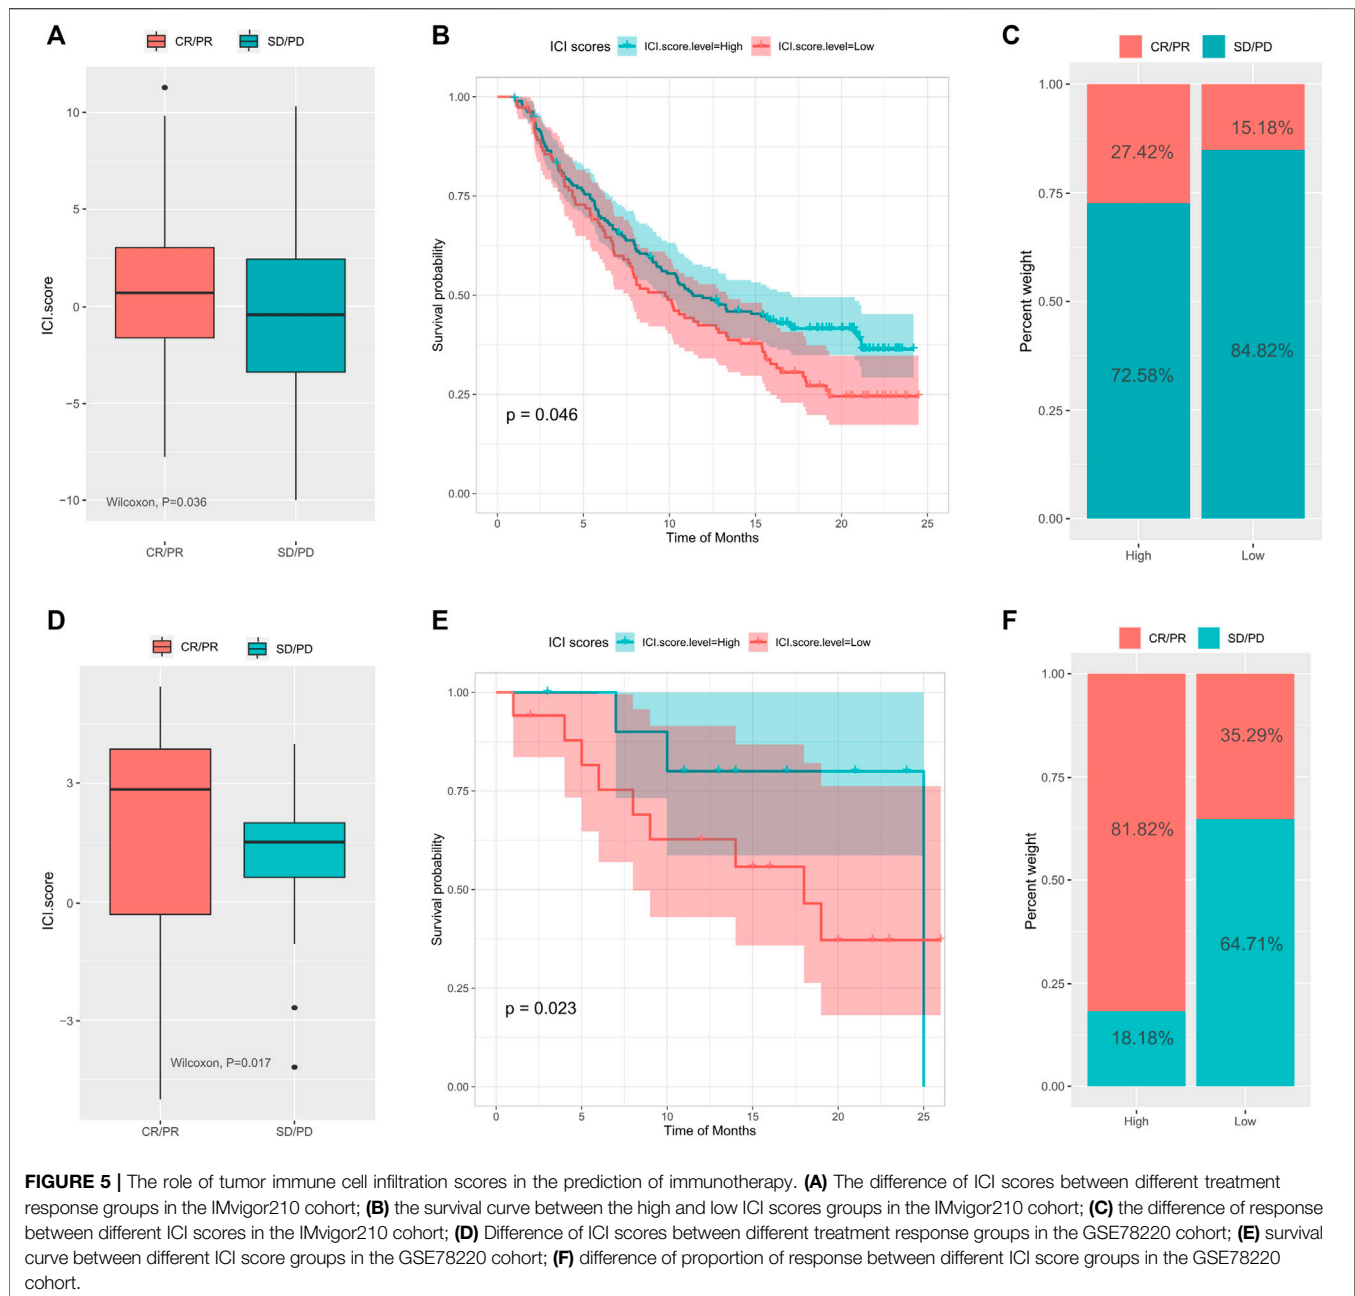 A
CR/PR SD/PD
10
5
0
−5
−10
ICI.score
Wilcoxon, P=0.036
CR/PR SD/PD
B
ICI scores ICI.score.level=High ICI.score.level=Low
1.00
0.75
0.50
0.25
0.00
Survival probability
p = 0.046
0 5 10 15 20 25
Time of Months
C
CR/PR SD/PD
1.00
0.75
0.50
0.25
0.00
Percent weight
27.42%
72.58%
15.18%
84.82%
High Low
D
CR/PR SD/PD
3
0
−3
ICI.score
Wilcoxon, P=0.017
CR/PR SD/PD
E
ICI scores ICI.score.level=High ICI.score.level=Low
1.00
0.75
0.50
0.25
0.00
Survival probability
p = 0.023
0 5 10 15 20 25
Time of Months
F
CR/PR SD/PD
1.00
0.75
0.50
0.25
0.00
Percent weight
81.82%
18.18%
35.29%
64.71%
High Low
FIGURE 5 | The role of tumor immune cell infiltration scores in the prediction of immunotherapy. (A) The difference of ICI scores between different treatment
response groups in the IMvigor210 cohort; (B) the survival curve between the high and low ICI scores groups in the IMvigor210 cohort; (C) the difference of response
between different ICI scores in the IMvigor210 cohort; (D) Difference of ICI scores between different treatment response groups in the GSE78220 cohort; (E) survival
curve between different ICI score groups in the GSE78220 cohort; (F) difference of proportion of response between different ICI score groups in the GSE78220
cohort.